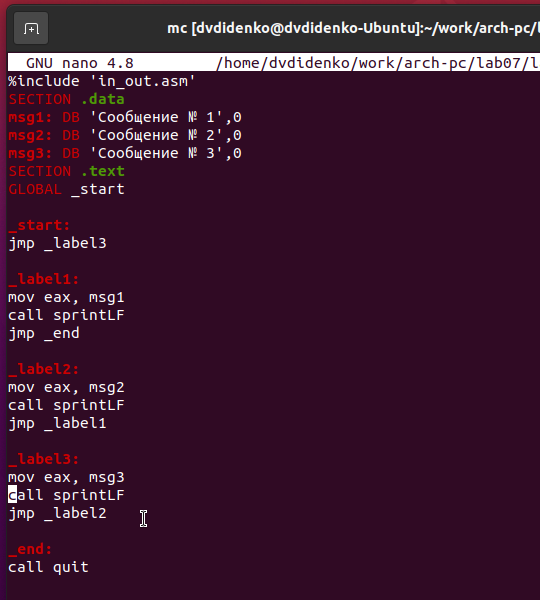 mc [dvdidenko@dvdidenko-Ubuntu]:~/work/arch-pc/l
GNU nano 4.8 /home/dvdidenko/work/arch-pc/lab07/l
%include 'in_out.asm'
SECTION .data
msg1: DB 'Сообщение № 1',0
msg2: DB 'Сообщение № 2',0
msg3: DB 'Сообщение № 3',0
SECTION .text
GLOBAL _start
_start:
jmp _label3
_label1:
mov eax, msg1
call sprintLF
jmp _end
_label2:
mov eax, msg2
call sprintLF
jmp _label1
_label3:
mov eax, msg3
call sprintLF
jmp _label2
_end:
call quit